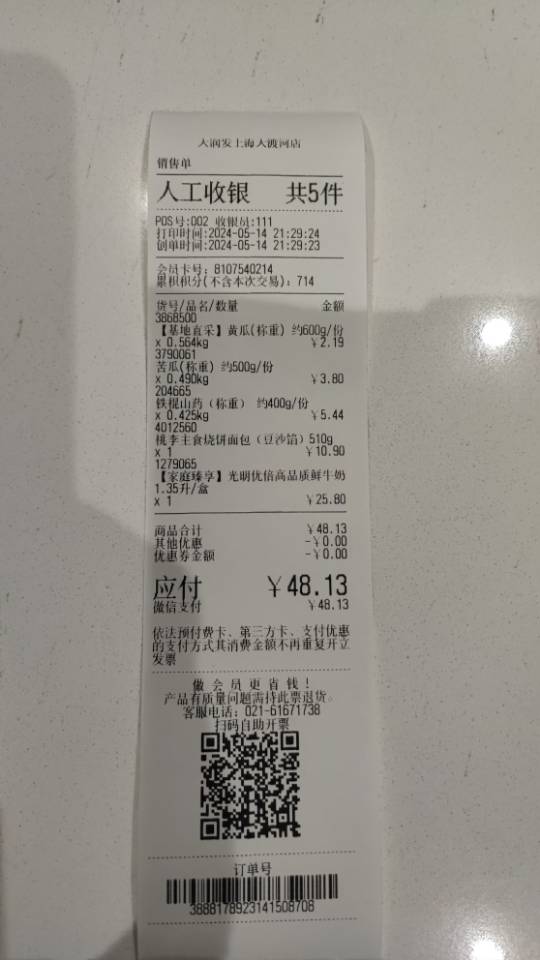 大润发上海大渡河店
销售单
人工收银 共5件
POS号:002 收银员:111
打印时间:2024-05-14 21:29:24
创单时间:2024-05-14 21:29:23
会员卡号: 8107540214
累积积分(不含本次交易): 714
货号/品名/数量 金额
3868500
【基地直采】黄瓜(称重) 约600g/份
x 0.564kg ￥2.19
3790061
苦瓜(称重) 约500g/份
x 0.490kg ￥3.80
204665
铁棍山药（称重） 约400g/份
x 0.425kg ￥5.44
4012560
桃李主食烧饼面包（豆沙馅）510g
x 1 ￥10.90
1279065
【家庭臻享】光明优倍高品质鲜牛奶
1.35升/盒
x 1 ￥25.80
商品合计 ￥48.13
其他优惠 -￥0.00
优惠券金额 -￥0.00
应付 ￥48.13
微信支付 ￥48.13
依法预付费卡、第三方卡、支付优惠
的支付方式其消费金额不再重复开立
发票
做会员更省钱！
产品有质量问题需持此票退货。
客服电话: 021-61671738
扫码自助开票
订单号
3888178923141508708